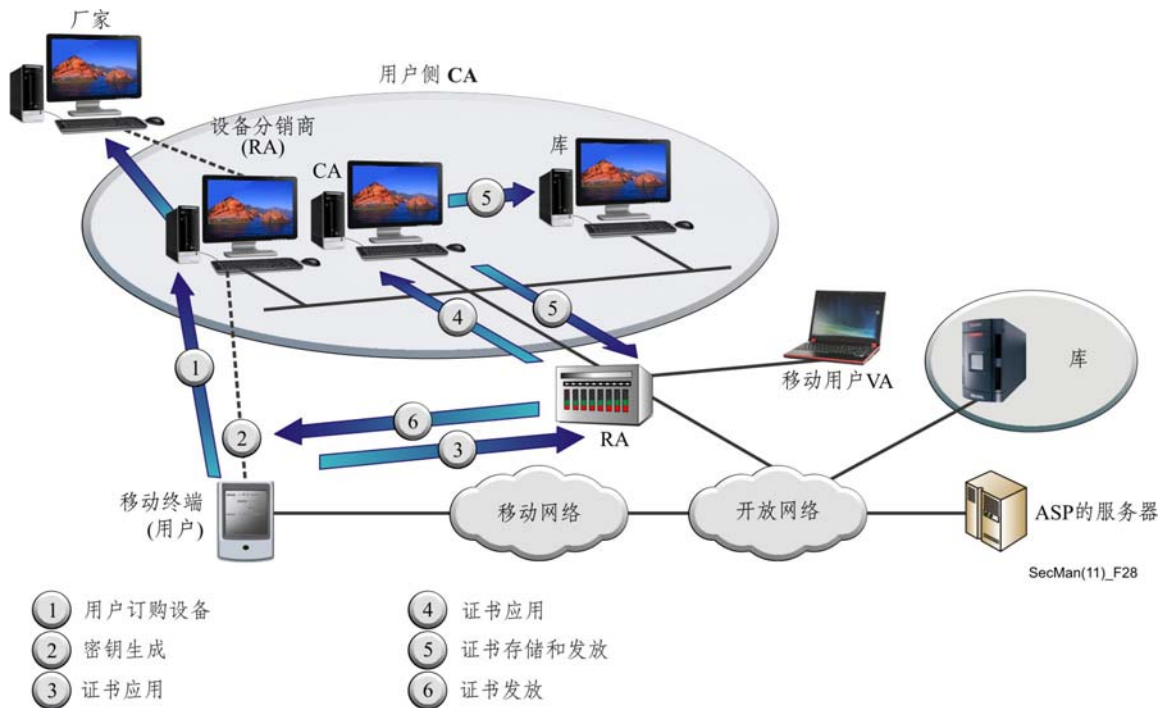 厂家
用户侧 CA
设备分销商
(RA)
CA
库
5
4
5
1
移动用户VA
库
6
RA
2
3
移动终端
(用户)
移动网络
开放网络
ASP的服务器
SecMan(11)_F28
1 用户订购设备
2 密钥生成
3 证书应用
4 证书应用
5 证书存储和发放
6 证书发放